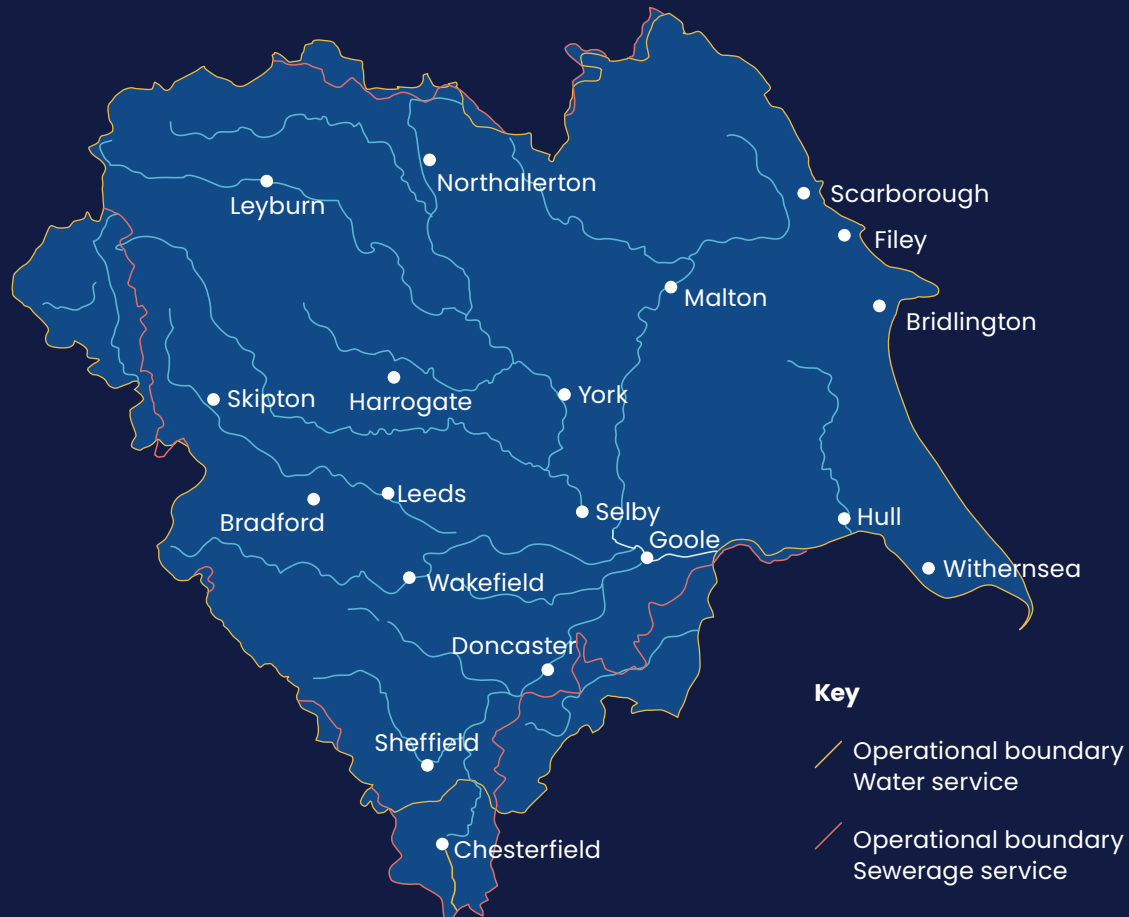 Northallerton
Leyburn
Scarborough
Filey
Malton
Bridlington
Skipton
Harrogate
York
Leeds
Bradford
Selby
Hull
Goole
Withernsea
Wakefield
Doncaster
Sheffield
Chesterfield
Key
Operational boundary
Water service
Operational boundary
Sewerage service